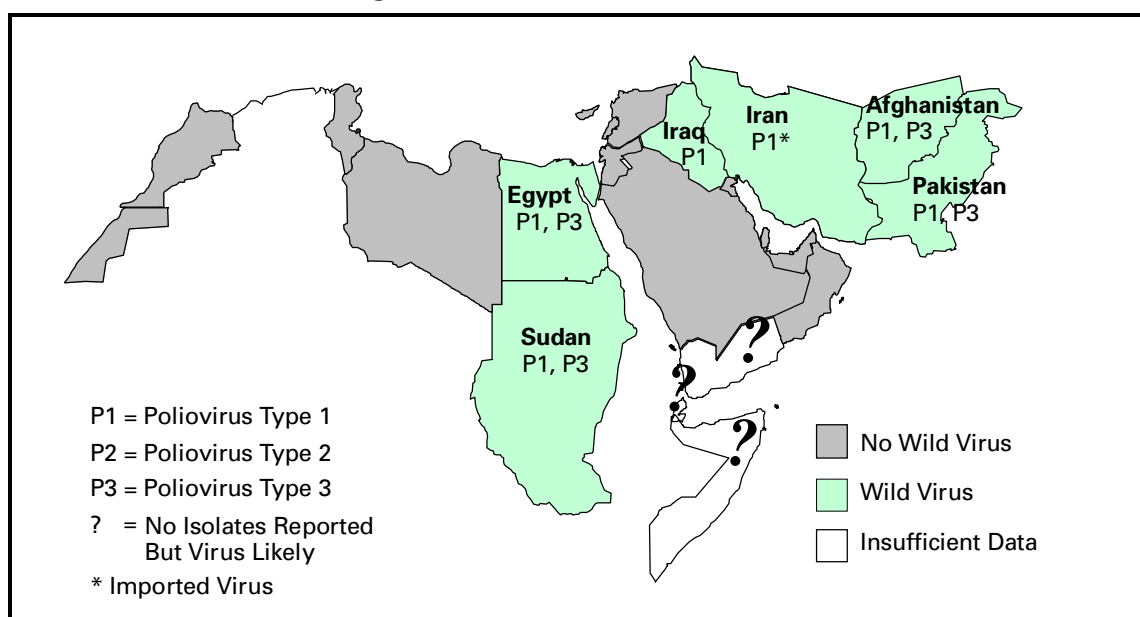 Iraq
P1
Iran
P1*
Afghanistan
P1, P3
Pakistan
P1, P3
Egypt
P1, P3
Sudan
P1, P3
?
?
?
P1 = Poliovirus Type 1
P2 = Poliovirus Type 2
P3 = Poliovirus Type 3
? = No Isolates Reported
But Virus Likely
* Imported Virus
No Wild Virus
Wild Virus
Insufficient Data